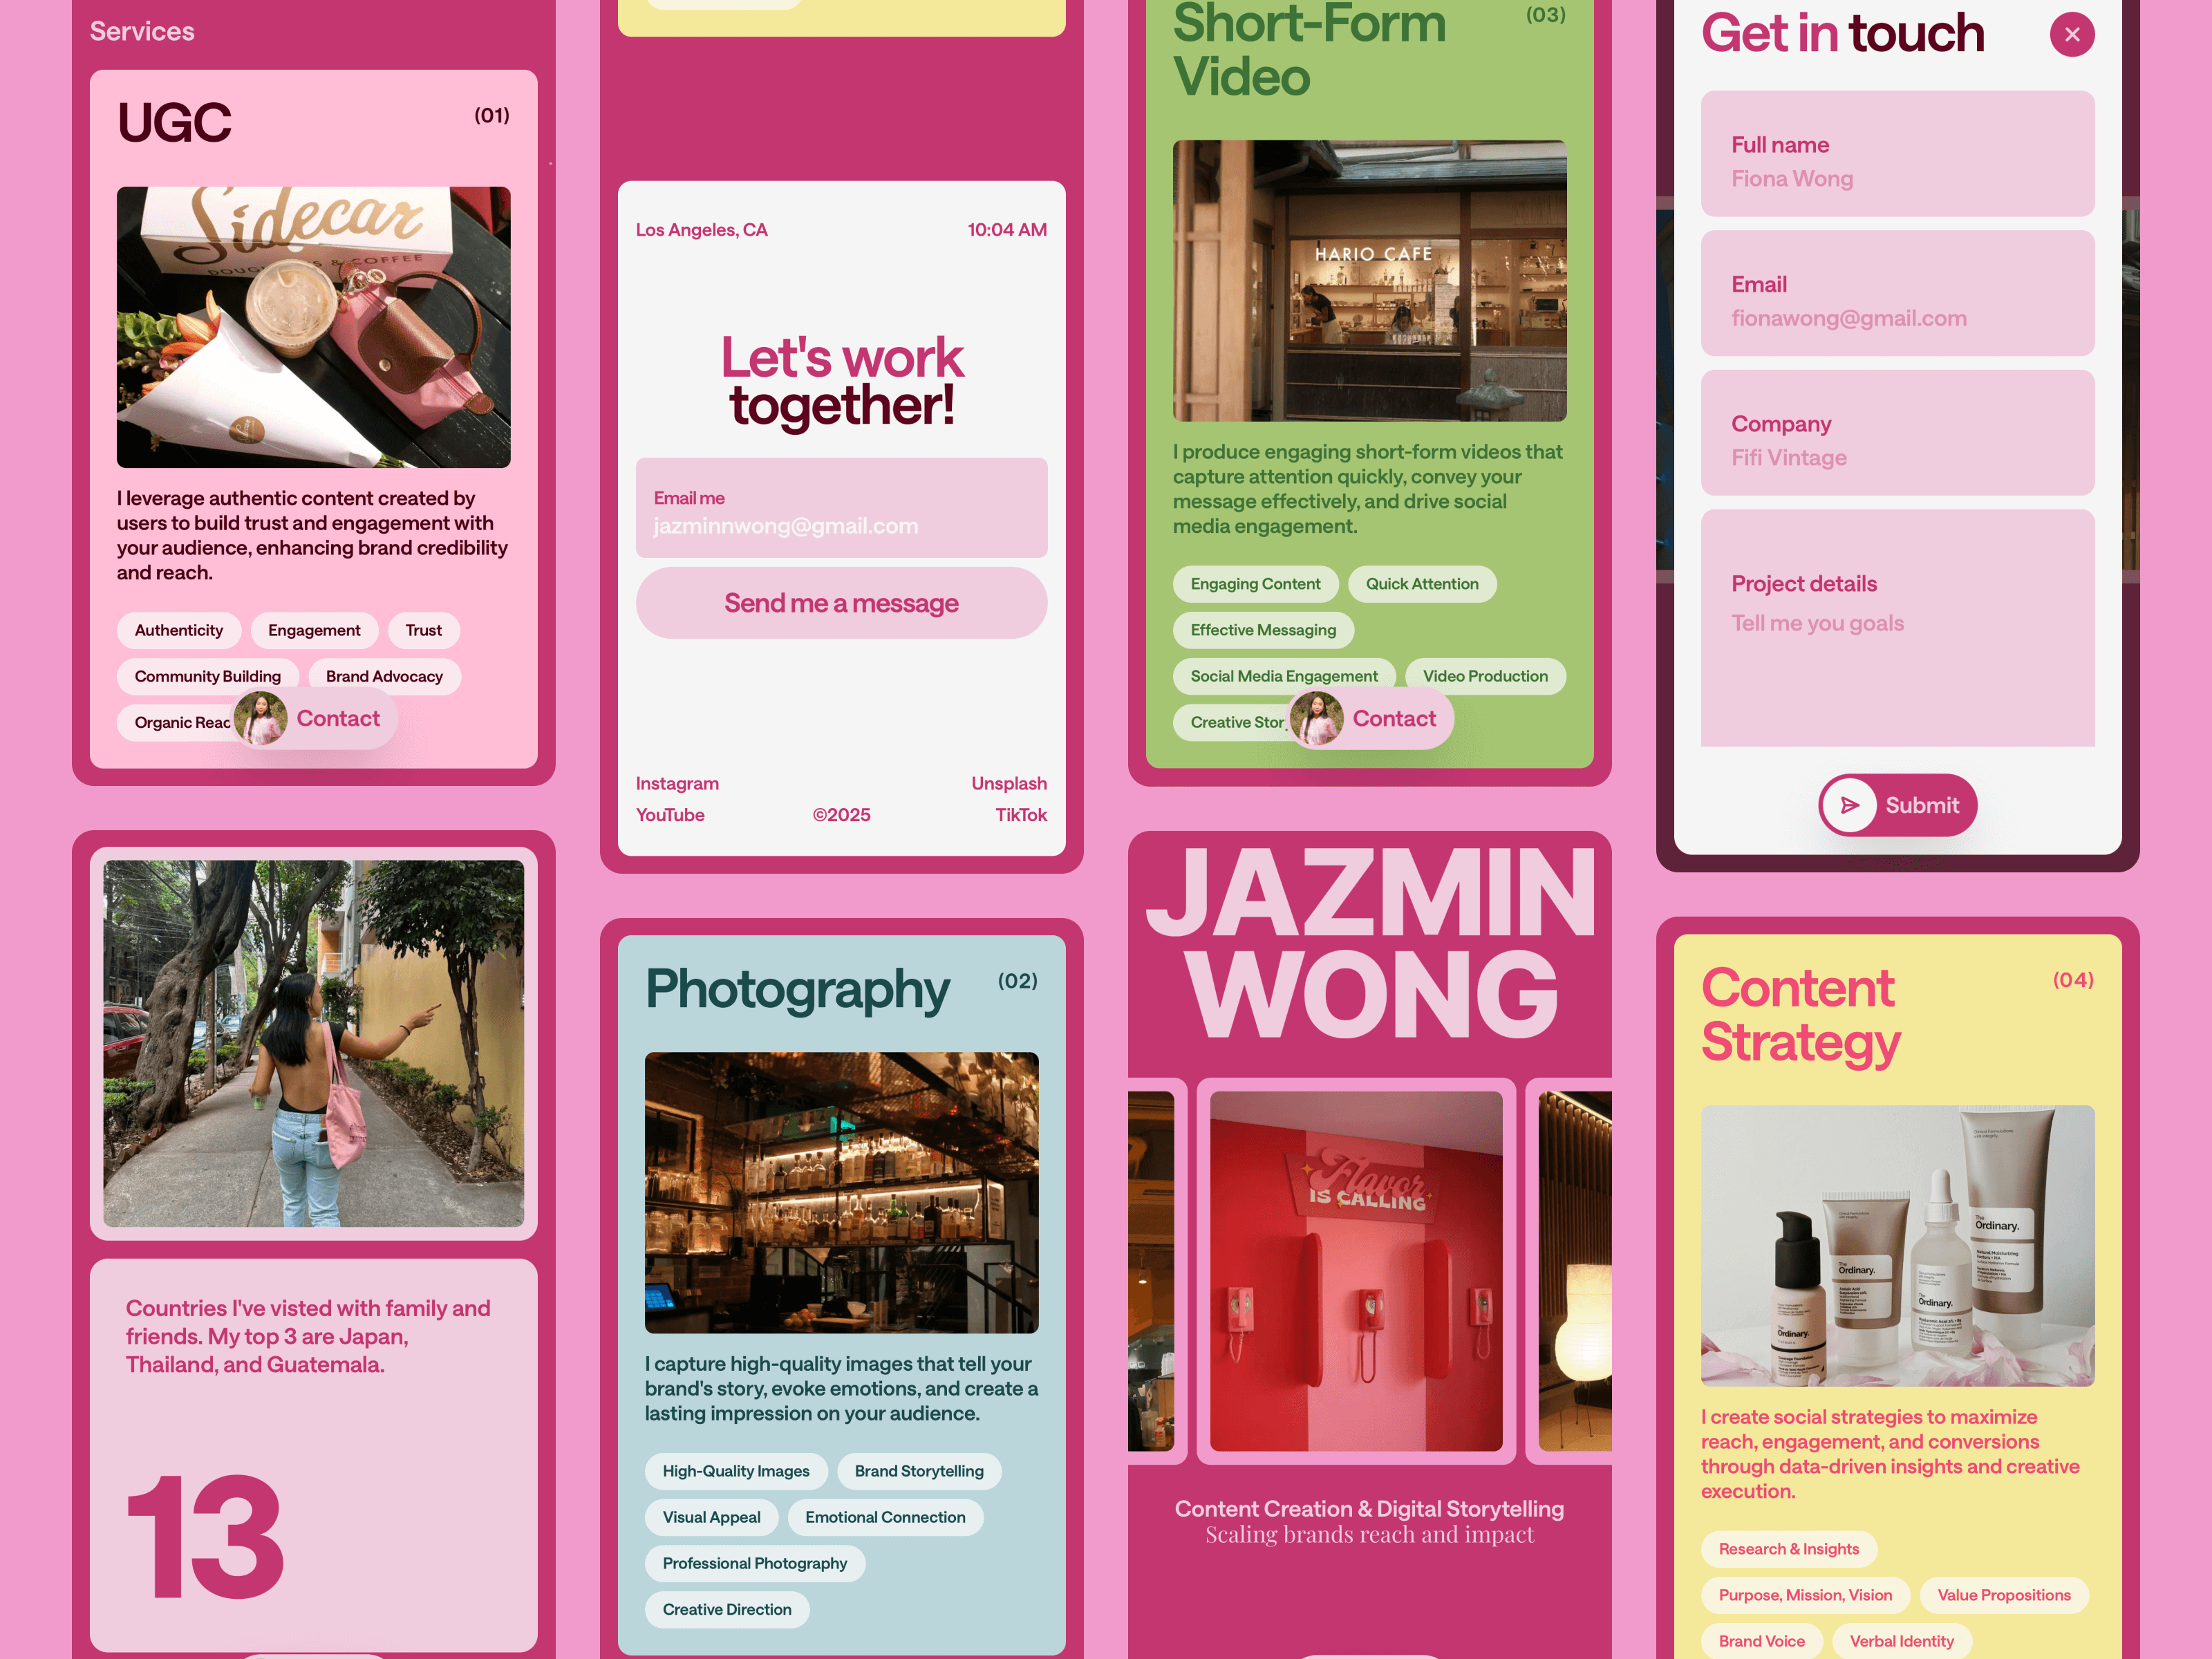 Services
UGC
(01)
Sidecar
DOUGHNUTS & COFFEE
I leverage authentic content created by
users to build trust and engagement with
your audience, enhancing brand credibility
and reach.
Authenticity
Engagement
Trust
Community Building
Brand Advocacy
Organic Reac
Contact
Countries I've visted with family and
friends. My top 3 are Japan,
Thailand, and Guatemala.
13
Los Angeles, CA
10:04 AM
Let's work
together!
Email me
jazminnwong@gmail.com
Send me a message
Instagram
Unsplash
YouTube
©2025
TikTok
Photography
(02)
I capture high-quality images that tell your
brand's story, evoke emotions, and create a
lasting impression on your audience.
High-Quality Images
Brand Storytelling
Visual Appeal
Emotional Connection
Professional Photography
Creative Direction
Short-Form
Video
(03)
HARIO CAFE
I produce engaging short-form videos that
capture attention quickly, convey your
message effectively, and drive social
media engagement.
Engaging Content
Quick Attention
Effective Messaging
Social Media Engagement
Video Production
Creative Stor
Contact
JAZMIN
WONG
Flavor
IS CALLING
Content Creation & Digital Storytelling
Scaling brands reach and impact
Get in touch
Full name
Fiona Wong
Email
fionawong@gmail.com
Company
Fifi Vintage
Project details
Tell me you goals
Submit
Content
Strategy
(04)
The
Ordinary.
The
Ordinary.
The
Ordinary.
The
Ordinary.
I create social strategies to maximize
reach, engagement, and conversions
through data-driven insights and creative
execution.
Research & Insights
Purpose, Mission, Vision
Value Propositions
Brand Voice
Verbal Identity